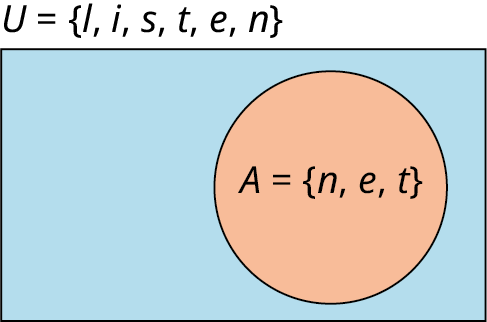 U = {l, i, s, t, e, n}
A = {n, e, t}